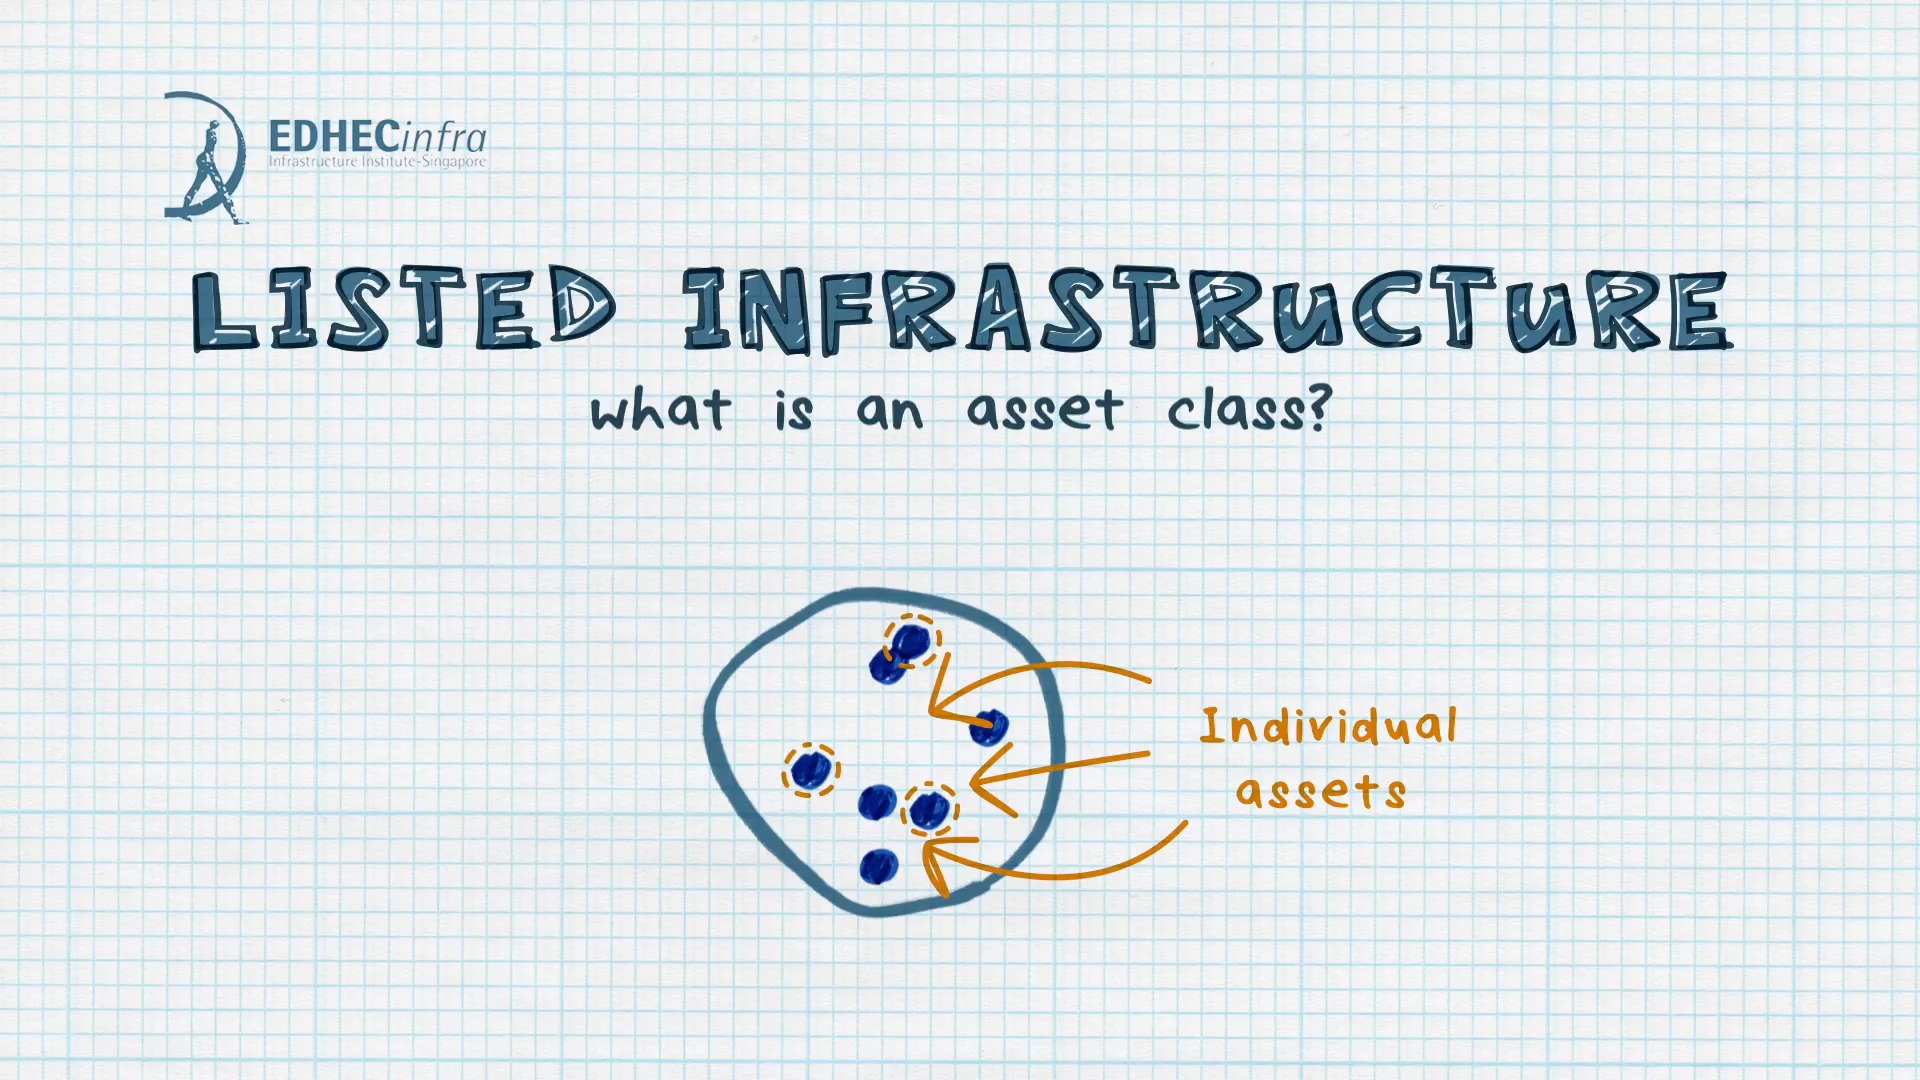 EDHECinfra
Infrastructure Institute-Singapore
LISTED INFRASTRUCTURE
what is an asset class?
Individual
assets